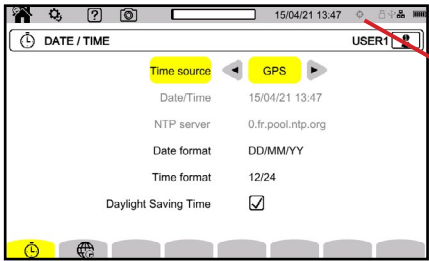 15/04/21 13:47
DATE / TIME USER1
Time source GPS
Date/Time 15/04/21 13:47
NTP server 0.fr.pool.ntp.org
Date format DD/MM/YY
Time format 12/24
Daylight Saving Time